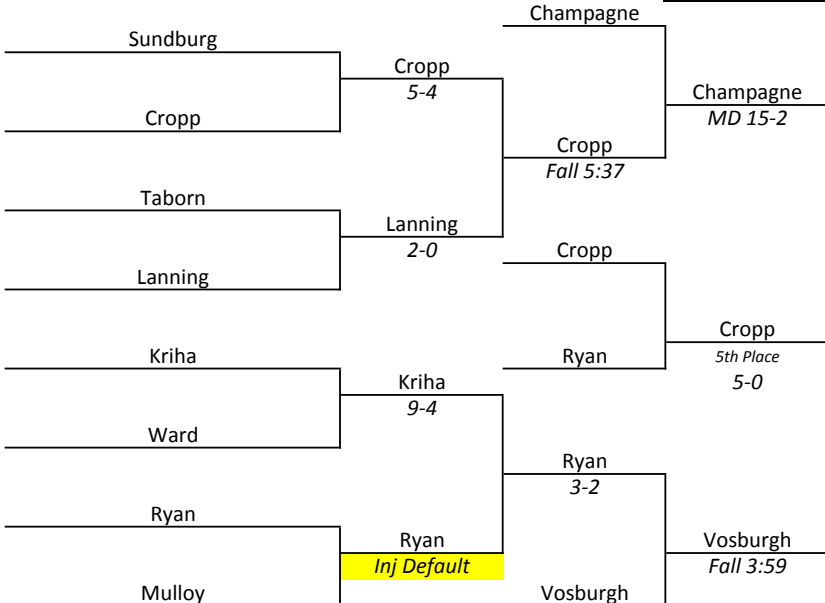 Champagne
Sundburg
Cropp
5-4
Champagne
MD 15-2
Cropp
Cropp
Fall 5:37
Taborn
Lanning
2-0
Cropp
Lanning
Cropp
5th Place
5-0
Kriha
Ryan
Kriha
9-4
Ward
Ryan
3-2
Ryan
Ryan
Inj Default
Vosburgh
Fall 3:59
Mulloy
Vosburgh